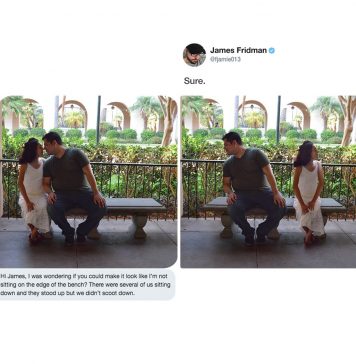 James Fridman
@fjamie013
Sure.
Hi James, I was wondering if you could make it look like I'm not
sitting on the edge of the bench? There were several of us sitting
down and they stood up but we didn't scoot down.